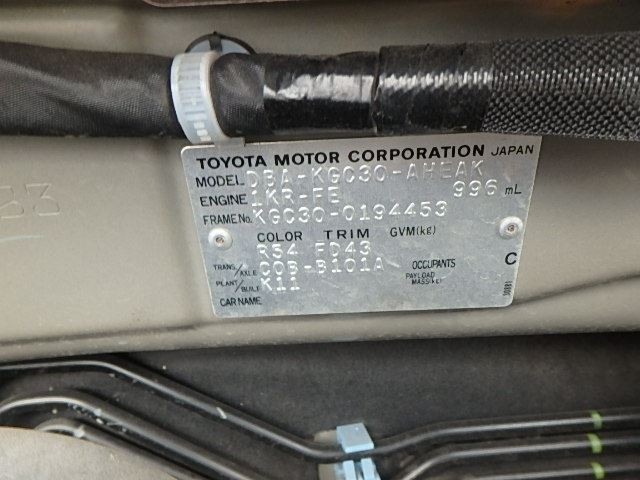 TOYOTA MOTOR CORPORATION JAPAN
MODEL DBA-KGC30-AHEAK
ENGINE 1KR-FE 996 mL
FRAME No. KGC30-0194453
COLOR TRIM GVM(kg)
R54 FD43
TRANS./AXLE C0B-B101A OCCUPANTS C
PLANT/BUILT K11 PAYLOAD MASS(kg)
CAR NAME